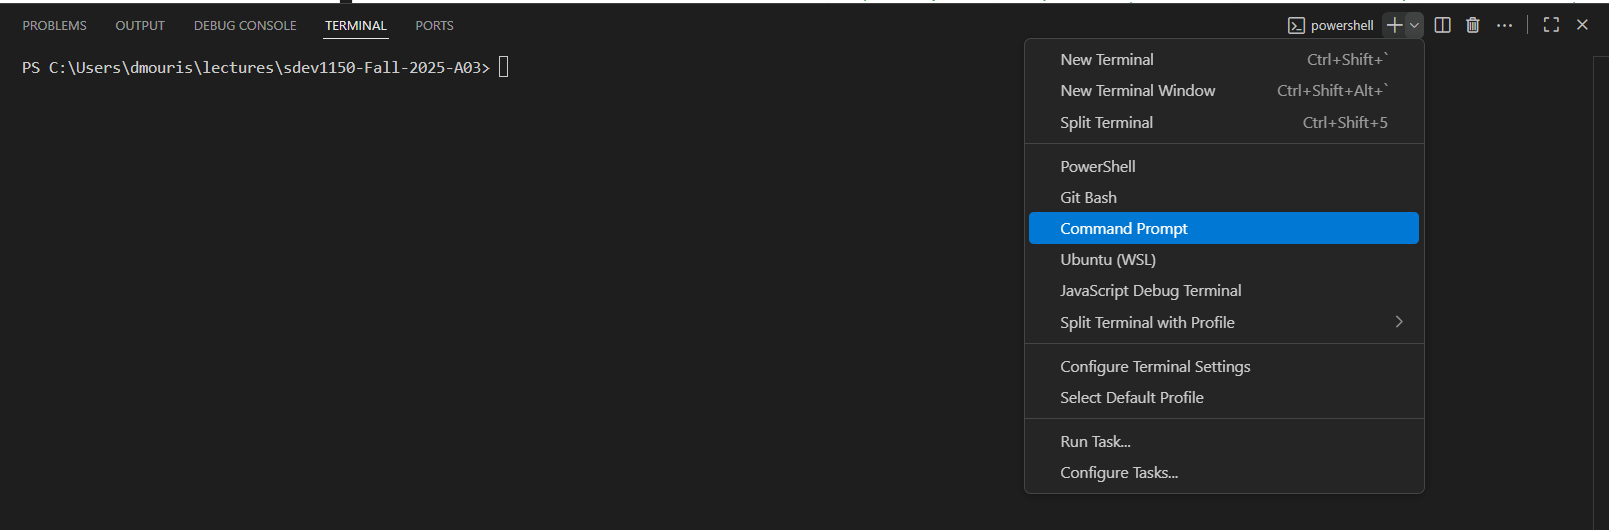 PROBLEMS OUTPUT DEBUG CONSOLE TERMINAL PORTS powershell
PS C:\Users\dmouris\lectures\sdev1150-Fall-2025-A03>
New Terminal Ctrl+Shift+`
New Terminal Window Ctrl+Shift+Alt+`
Split Terminal Ctrl+Shift+5
PowerShell
Git Bash
Command Prompt
Ubuntu (WSL)
JavaScript Debug Terminal
Split Terminal with Profile
Configure Terminal Settings
Select Default Profile
Run Task...
Configure Tasks...